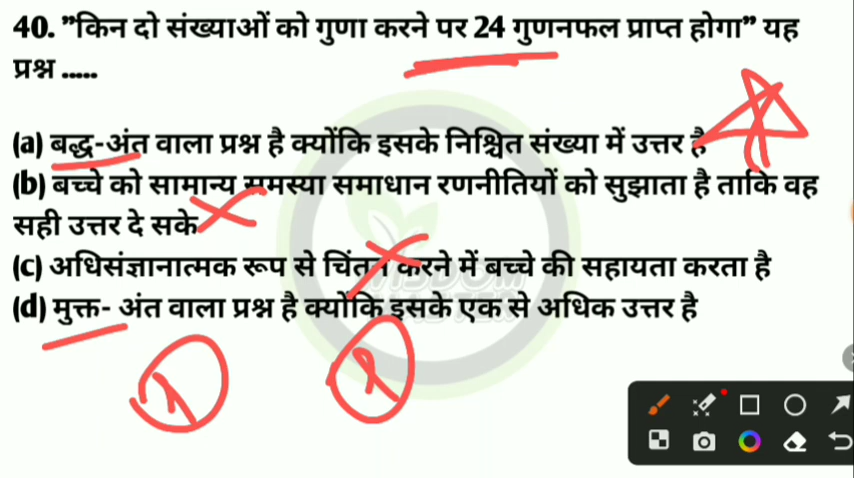 40. ”किन दो संख्याओं को गुणा करने पर 24 गुणनफल प्राप्त होगा” यह
प्रश्न .....
(a) बद्ध-अंत वाला प्रश्न है क्योंकि इसके निश्चित संख्या में उत्तर है
(b) बच्चे को सामान्य समस्या समाधान रणनीतियों को सुझाता है ताकि वह
सही उत्तर दे सके
(c) अधिसंज्ञानात्मक रूप से चिंतन करने में बच्चे की सहायता करता है
(d) मुक्त- अंत वाला प्रश्न है क्योंकि इसके एक से अधिक उत्तर है
WISDOM